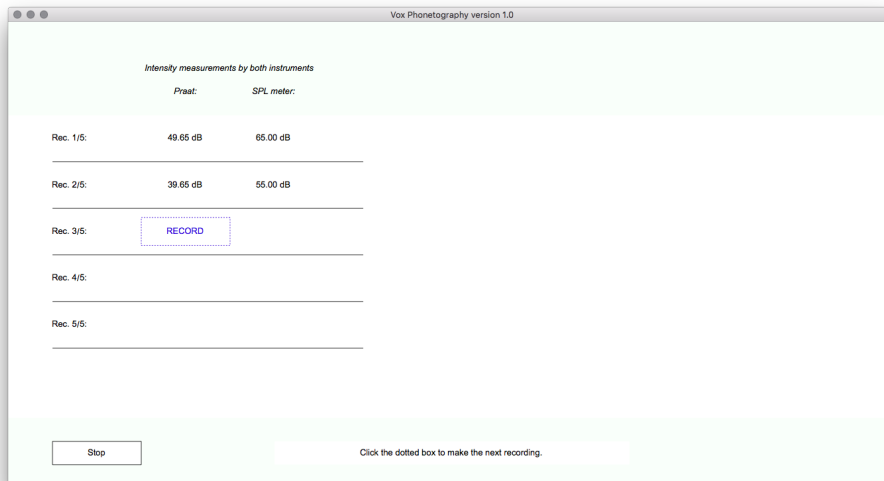 Vox Phonetography version 1.0
Intensity measurements by both instruments
Praat: SPL meter:
Rec. 1/5: 49.65 dB 65.00 dB
Rec. 2/5: 39.65 dB 55.00 dB
Rec. 3/5: RECORD
Rec. 4/5:
Rec. 5/5:
Stop Click the dotted box to make the next recording.